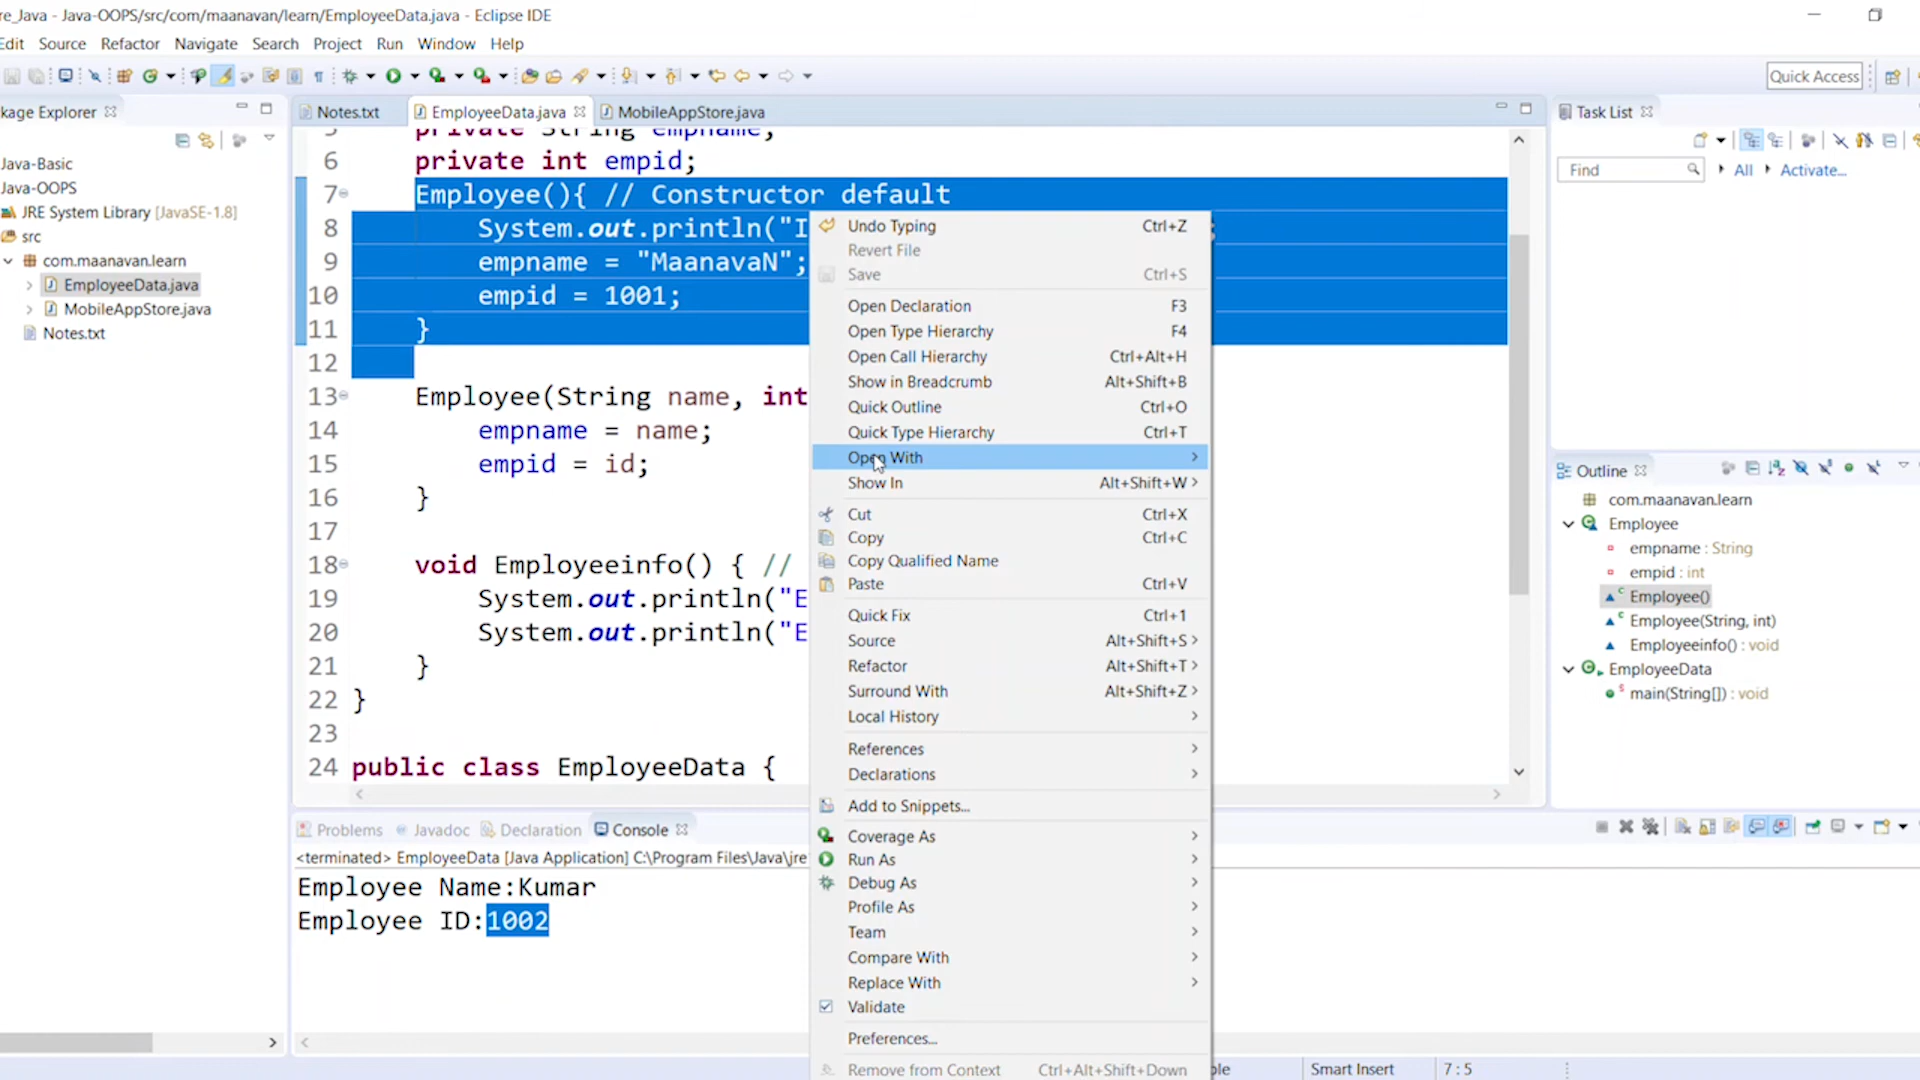 re_Java - Java-OOPS/src/com/maanavan/learn/EmployeeData.java - Eclipse IDE
Edit Source Refactor Navigate Search Project Run Window Help
Quick Access
kage Explorer
Java-Basic
Java-OOPS
JRE System Library [JavaSE-1.8]
src
com.maanavan.learn
EmployeeData.java
MobileAppStore.java
Notes.txt
Notes.txt EmployeeData.java MobileAppStore.java
5 private String empname;
6 private int empid;
7 Employee(){ // Constructor default
8 System.out.println("I ;
9 empname = "MaanavaN";
10 empid = 1001;
11 }
12
13 Employee(String name, int
14 empname = name;
15 empid = id;
16 }
17
18 void Employeeinfo() { //
19 System.out.println("E
20 System.out.println("E
21 }
22 }
23
24 public class EmployeeData {
Undo Typing Ctrl+Z
Revert File
Save Ctrl+S
Open Declaration F3
Open Type Hierarchy F4
Open Call Hierarchy Ctrl+Alt+H
Show in Breadcrumb Alt+Shift+B
Quick Outline Ctrl+O
Quick Type Hierarchy Ctrl+T
Open With
Show In Alt+Shift+W
Cut Ctrl+X
Copy Ctrl+C
Copy Qualified Name
Paste Ctrl+V
Quick Fix Ctrl+1
Source Alt+Shift+S
Refactor Alt+Shift+T
Surround With Alt+Shift+Z
Local History
References
Declarations
Add to Snippets...
Coverage As
Run As
Debug As
Profile As
Team
Compare With
Replace With
Validate
Preferences...
Remove from Context Ctrl+Alt+Shift+Down
Task List
Find All Activate...
Outline
com.maanavan.learn
Employee
empname : String
empid : int
Employee()
Employee(String, int)
Employeeinfo() : void
EmployeeData
main(String[]) : void
Problems Javadoc Declaration Console
<terminated> EmployeeData [Java Application] C:\Program Files\Java\jre
Employee Name:Kumar
Employee ID:1002
ble Smart Insert 7 : 5